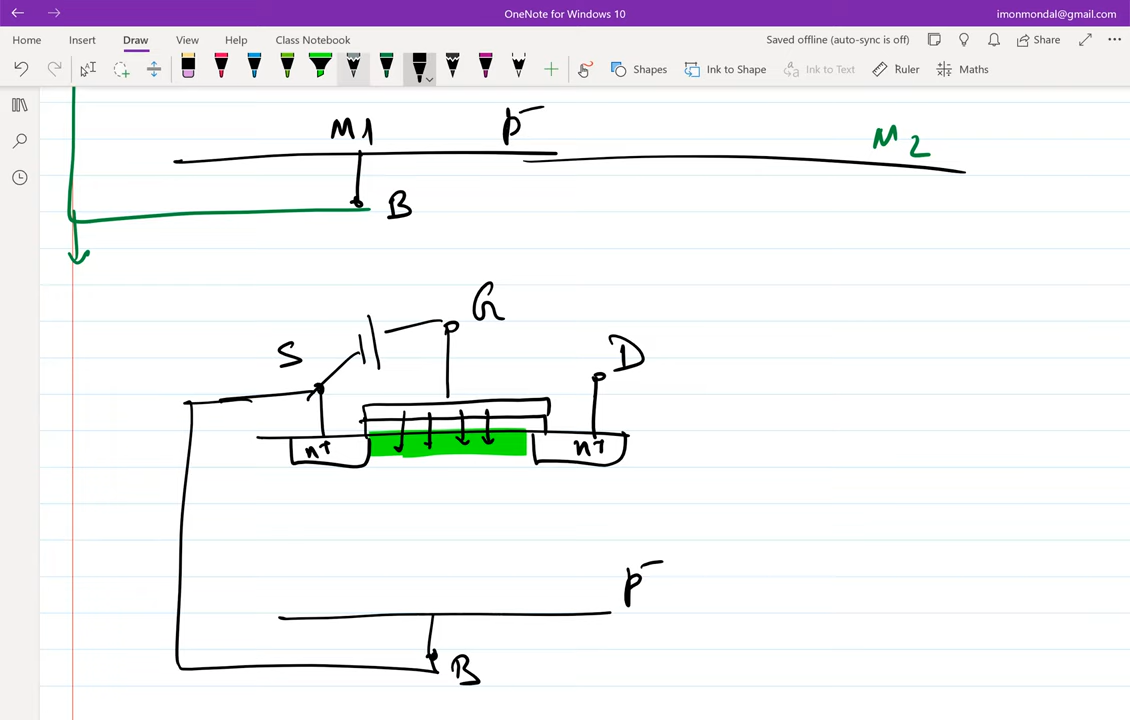 OneNote for Windows 10
imonmondal@gmail.com
Home Insert Draw View Help Class Notebook
Saved offline (auto-sync is off)
Share
Shapes Ink to Shape Ink to Text Ruler Maths
M1 p⁻ M2
B
G
S D
n+ n+
p⁻
B